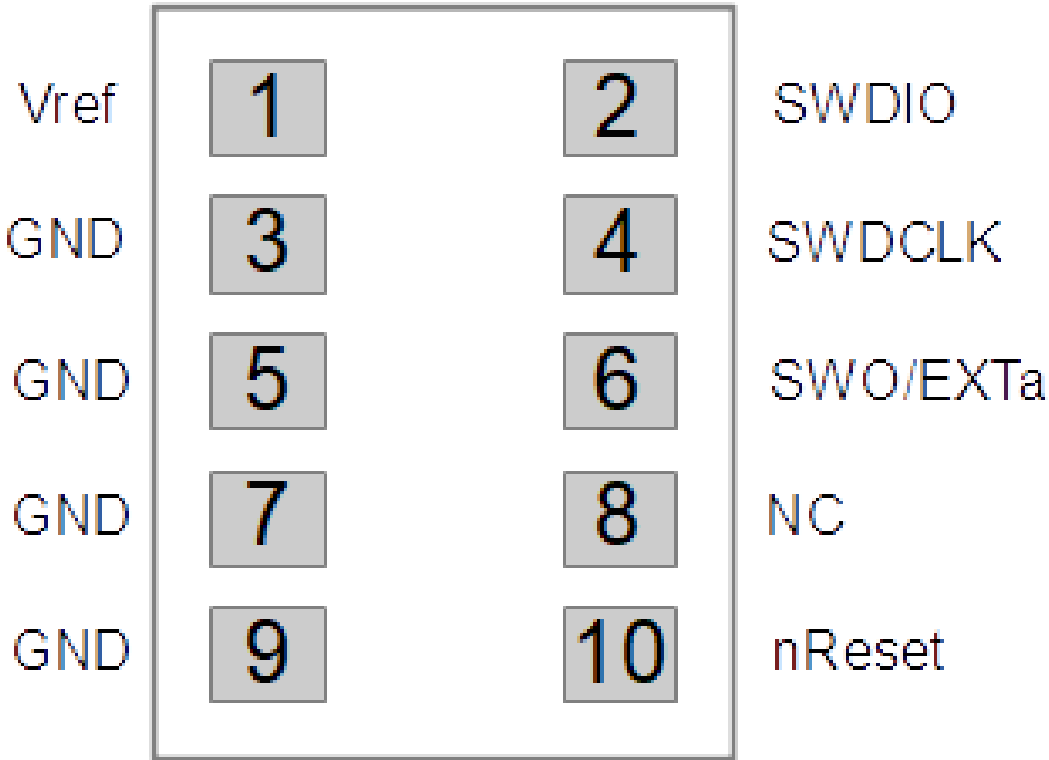 Vref 1 2 SWDIO
GND 3 4 SWDCLK
GND 5 6 SWO/EXTa
GND 7 8 NC
GND 9 10 nReset